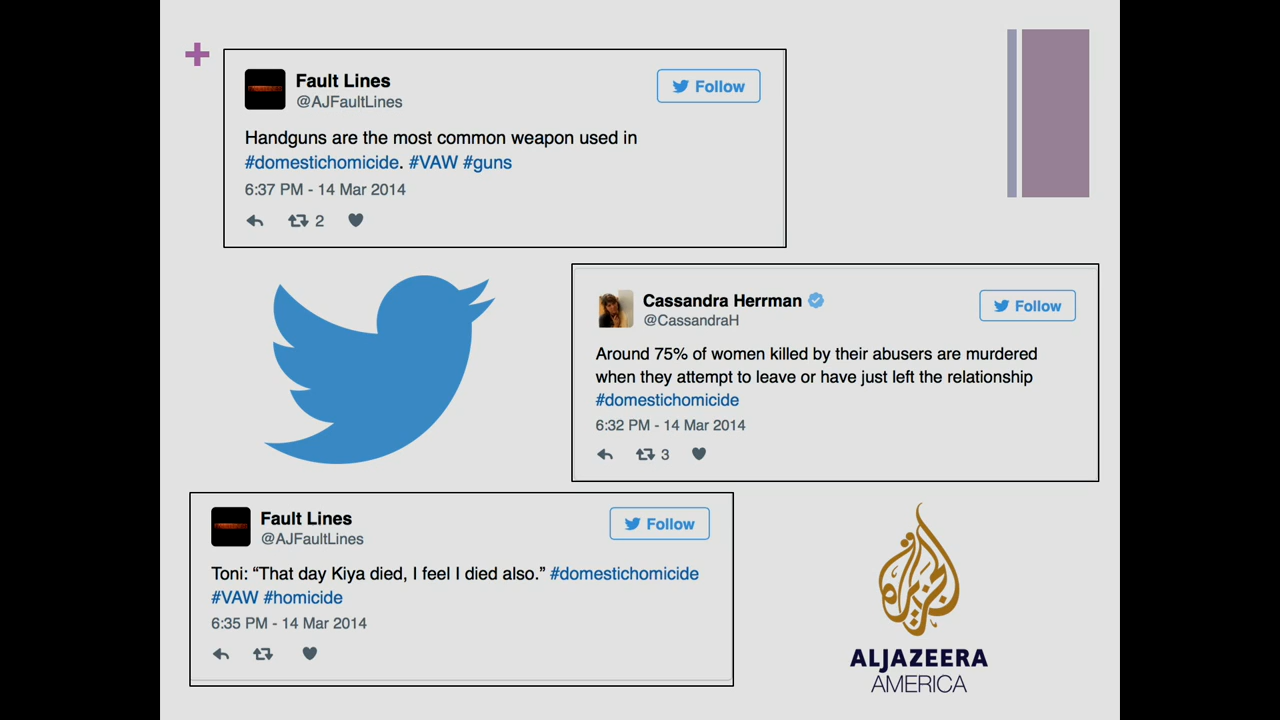 +
Fault Lines
@AJFaultLines
Follow
Handguns are the most common weapon used in
#domestichomicide. #VAW #guns
6:37 PM - 14 Mar 2014
2
Cassandra Herrman
@CassandraH
Follow
Around 75% of women killed by their abusers are murdered
when they attempt to leave or have just left the relationship
#domestichomicide
6:32 PM - 14 Mar 2014
3
Fault Lines
@AJFaultLines
Follow
Toni: “That day Kiya died, I feel I died also.” #domestichomicide
#VAW #homicide
6:35 PM - 14 Mar 2014
الجزيرة
ALJAZEERA
AMERICA